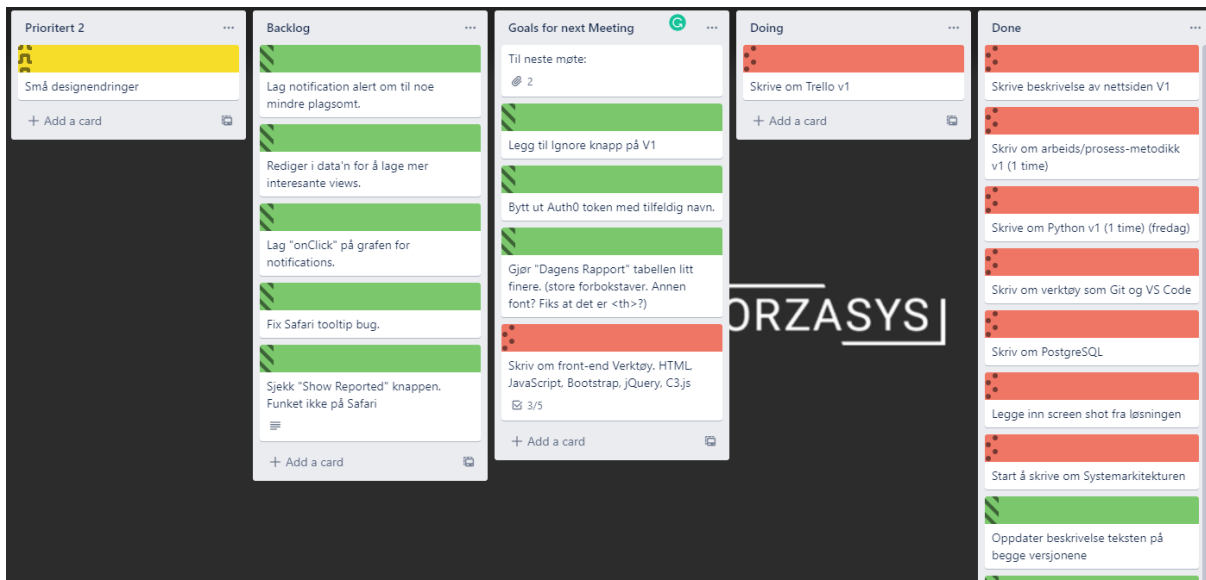 Prioritert 2
Små designendringer
+ Add a card
Backlog
Lag notification alert om til noe
mindre plagsomt.
Rediger i data'n for å lage mer
interesante views.
Lag "onClick" på grafen for
notifications.
Fix Safari tooltip bug.
Sjekk "Show Reported" knappen.
Funket ikke på Safari
+ Add a card
Goals for next Meeting
Til neste møte:
2
Legg til Ignore knapp på V1
Bytt ut Auth0 token med tilfeldig navn.
Gjør "Dagens Rapport" tabellen litt
finere. (store forbokstaver. Annen
font? Fiks at det er <th>?)
Skriv om front-end Verktøy. HTML,
JavaScript, Bootstrap, jQuery, C3.js
3/5
+ Add a card
Doing
Skrive om Trello v1
+ Add a card
ORZASYS
Done
Skrive beskrivelse av nettsiden V1
Skriv om arbeids/prosess-metodikk
v1 (1 time)
Skrive om Python v1 (1 time) (fredag)
Skriv om verktøy som Git og VS Code
Skriv om PostgreSQL
Legge inn screen shot fra løsningen
Start å skrive om Systemarkitekturen
Oppdater beskrivelse teksten på
begge versjonene